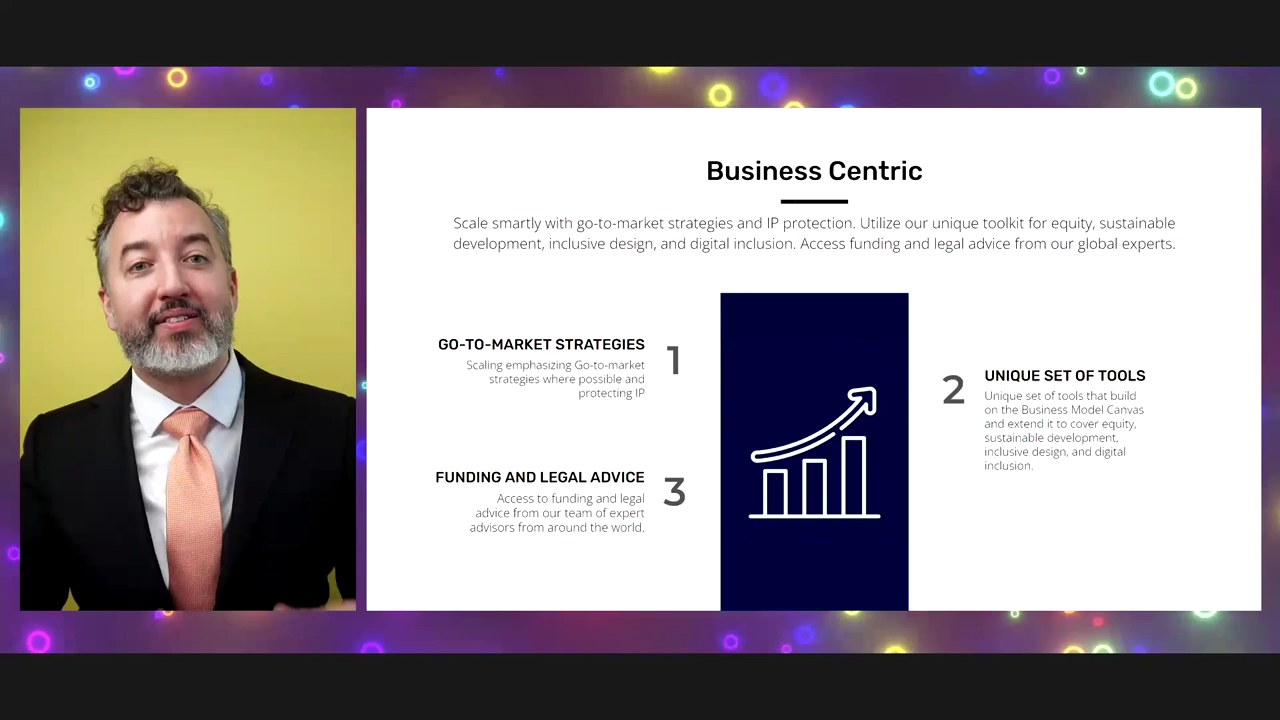 Business Centric
Scale smartly with go-to-market strategies and IP protection. Utilize our unique toolkit for equity, sustainable
development, inclusive design, and digital inclusion. Access funding and legal advice from our global experts.
GO-TO-MARKET STRATEGIES
Scaling emphasizing Go-to-market
strategies where possible and
protecting IP
1
2
UNIQUE SET OF TOOLS
Unique set of tools that build
on the Business Model Canvas
and extend it to cover equity,
sustainable development,
inclusive design, and digital
inclusion.
FUNDING AND LEGAL ADVICE
Access to funding and legal
advice from our team of expert
advisors from around the world.
3